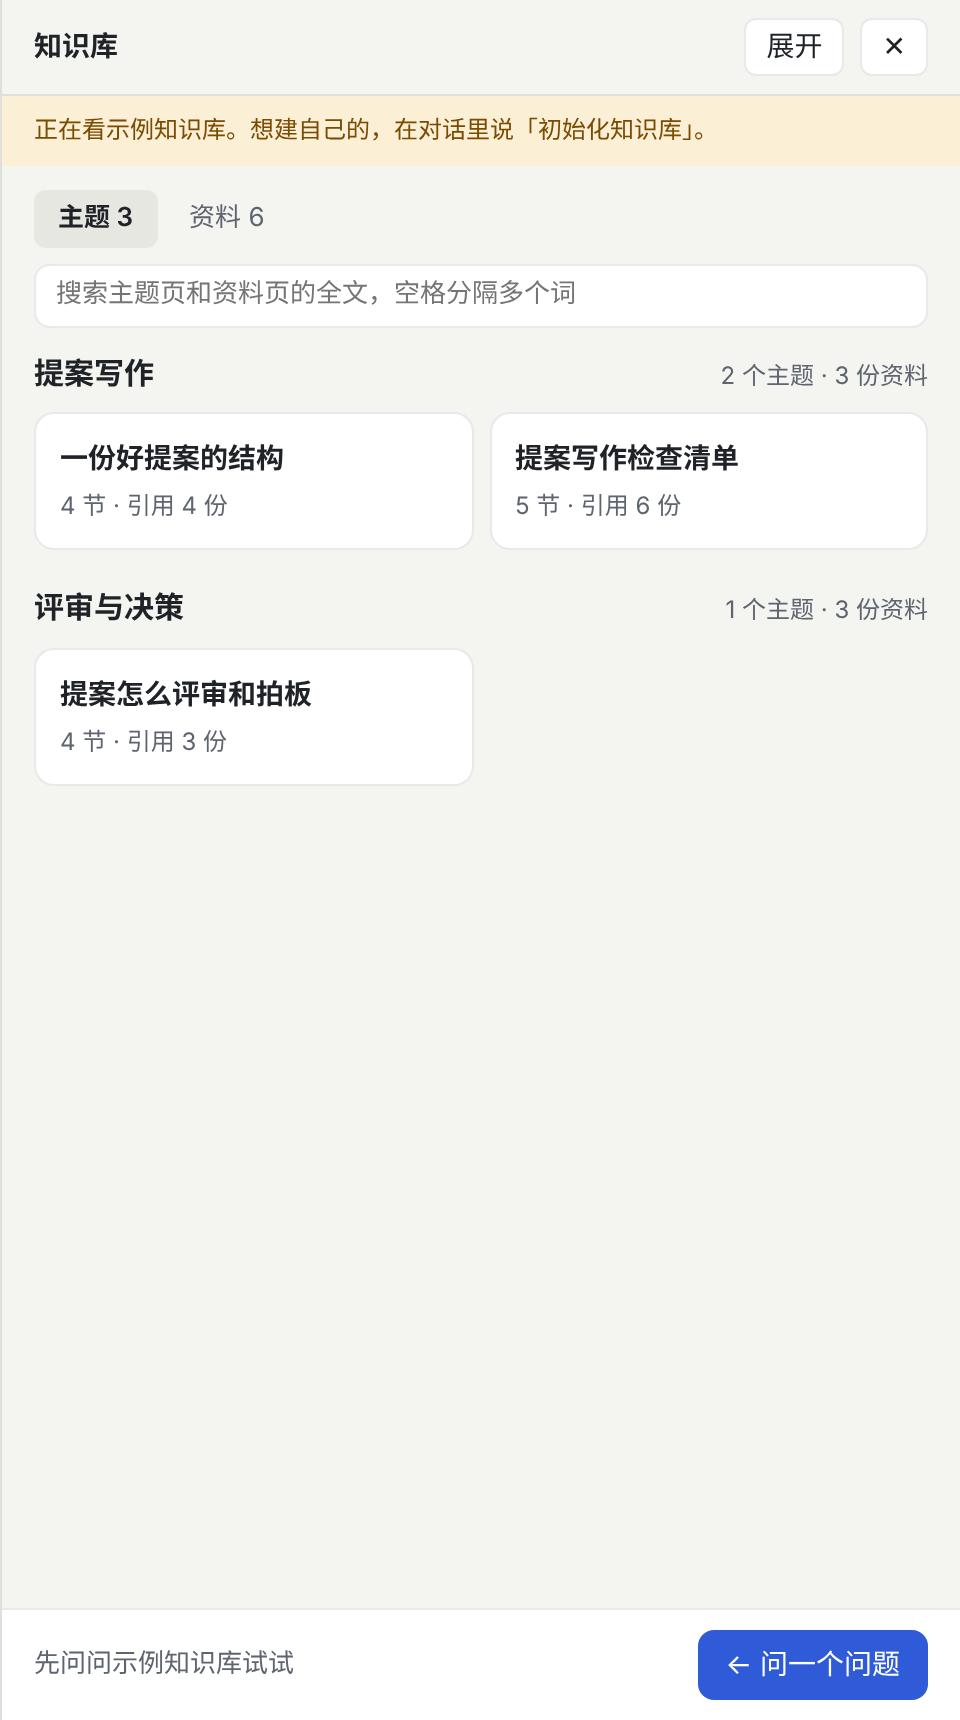 知识库
展开
×
正在看示例知识库。想建自己的，在对话里说「初始化知识库」。
主题 3
资料 6
搜索主题页和资料页的全文，空格分隔多个词
提案写作
2 个主题 · 3 份资料
一份好提案的结构
4 节 · 引用 4 份
提案写作检查清单
5 节 · 引用 6 份
评审与决策
1 个主题 · 3 份资料
提案怎么评审和拍板
4 节 · 引用 3 份
先问问示例知识库试试
← 问一个问题